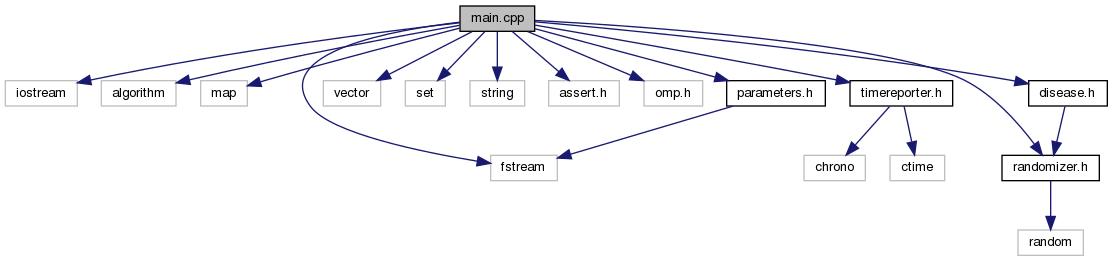 main.cpp
iostream
algorithm
map
vector
set
string
assert.h
omp.h
parameters.h
timereporter.h
disease.h
fstream
chrono
ctime
randomizer.h
random